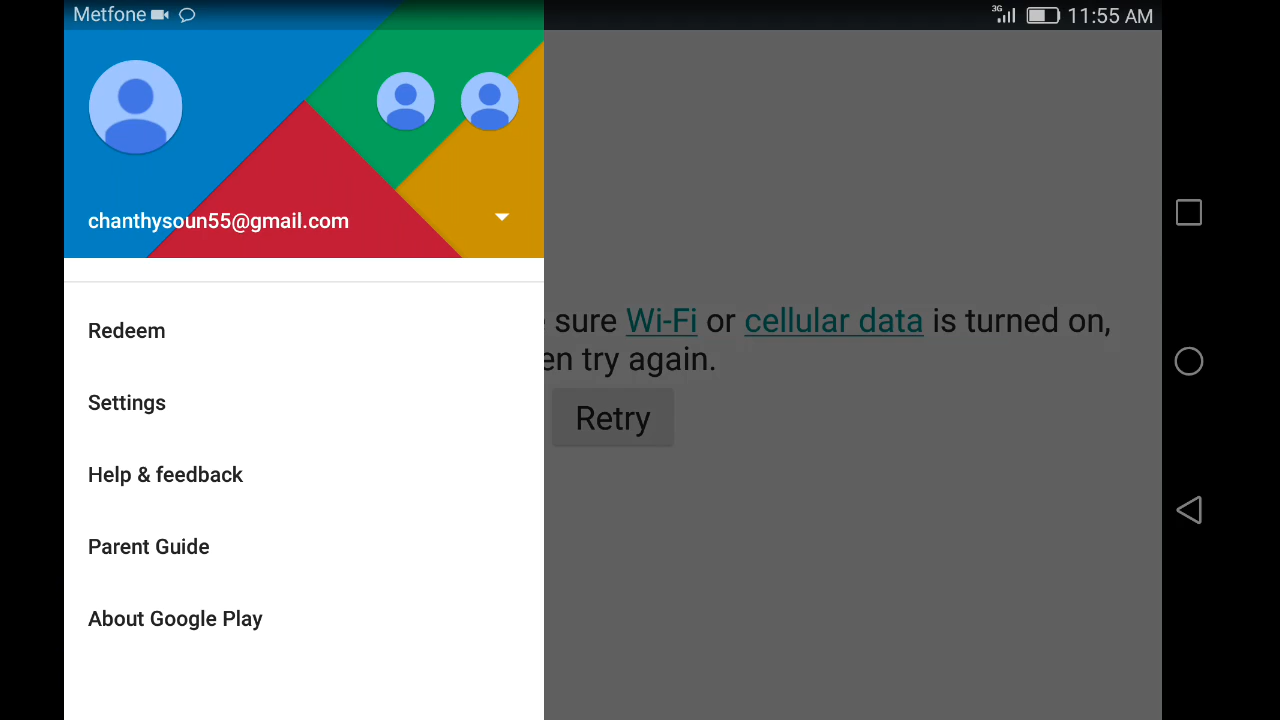 Metfone
3G
11:55 AM
chanthysoun55@gmail.com
Redeem
Settings
Help & feedback
Parent Guide
About Google Play
sure Wi-Fi or cellular data is turned on,
try again.
Retry